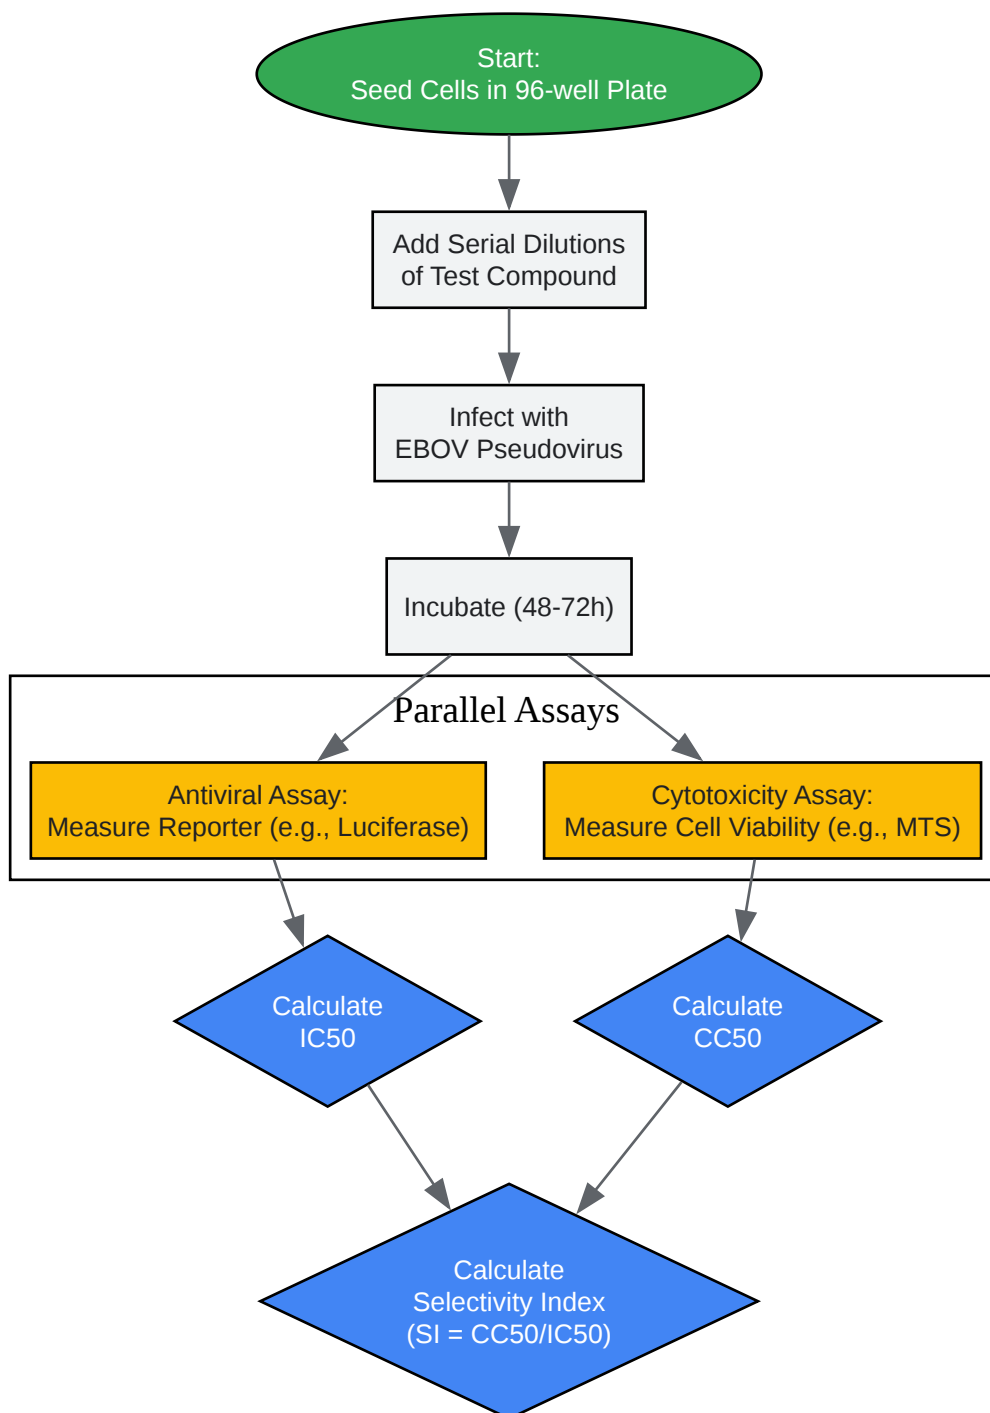 Start:
Seed Cells in 96-well Plate
Add Serial Dilutions
of Test Compound
Infect with
EBOV Pseudovirus
Incubate (48-72h)
Parallel Assays
Antiviral Assay:
Measure Reporter (e.g., Luciferase)
Cytotoxicity Assay:
Measure Cell Viability (e.g., MTS)
Calculate
IC50
Calculate
CC50
Calculate
Selectivity Index
(SI = CC50/IC50)